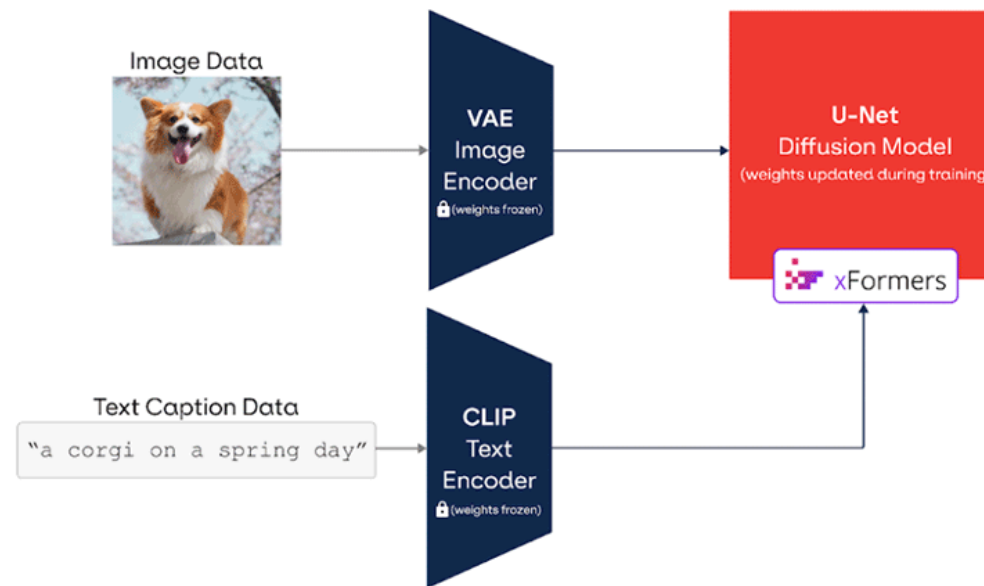 Image Data
VAE
Image
Encoder
(weights frozen)
U-Net
Diffusion Model
(weights updated during training)
xFormers
Text Caption Data
“a corgi on a spring day”
CLIP
Text
Encoder
(weights frozen)